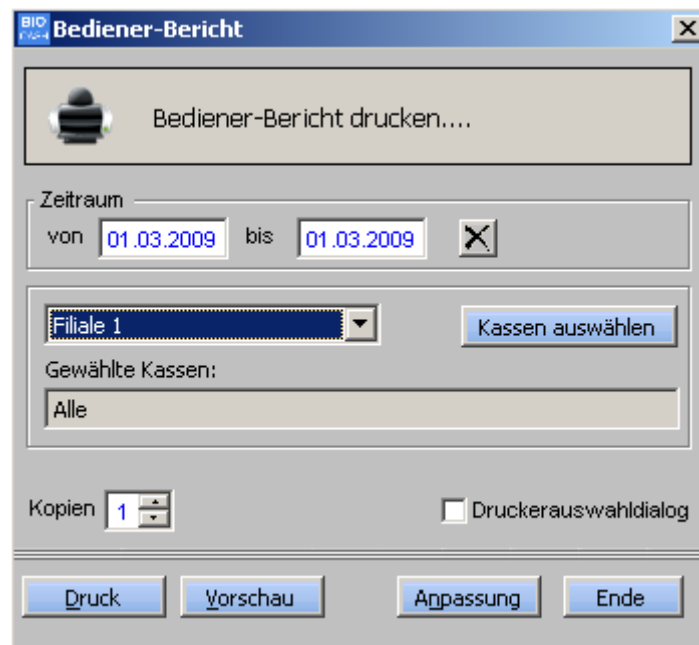 BIO
CASH
Bediener-Bericht
Bediener-Bericht drucken....
Zeitraum
von 01.03.2009 bis 01.03.2009
Filiale 1 Kassen auswählen
Gewählte Kassen:
Alle
Kopien 1 Druckerauswahldialog
Druck Vorschau Anpassung Ende